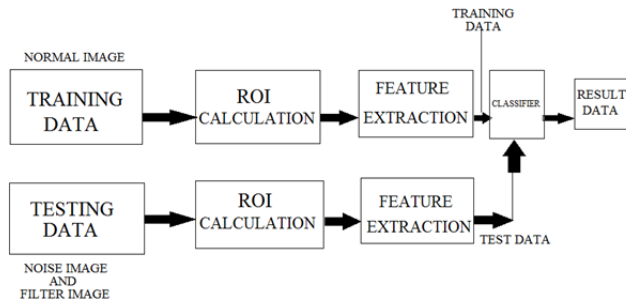 TRAINING
DATA
NORMAL IMAGE
TRAINING
DATA
ROI
CALCULATION
FEATURE
EXTRACTION
CLASSIFIER
RESULT
DATA
TESTING
DATA
ROI
CALCULATION
FEATURE
EXTRACTION
TEST DATA
NOISE IMAGE
AND
FILTER IMAGE